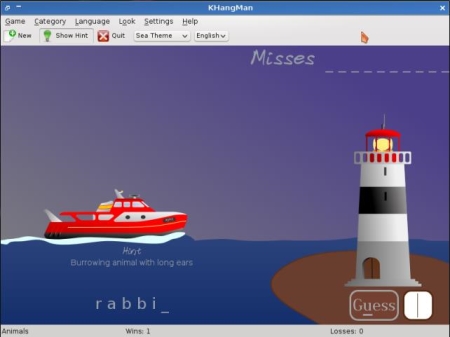 KHangMan
Game Category Language Look Settings Help
New Show Hint Quit Sea Theme English
Misses _ _ _ _ _ _ _ _ _ _
Hint
Burrowing animal with long ears
r a b b i _
Guess
Animals Wins: 1 Losses: 0